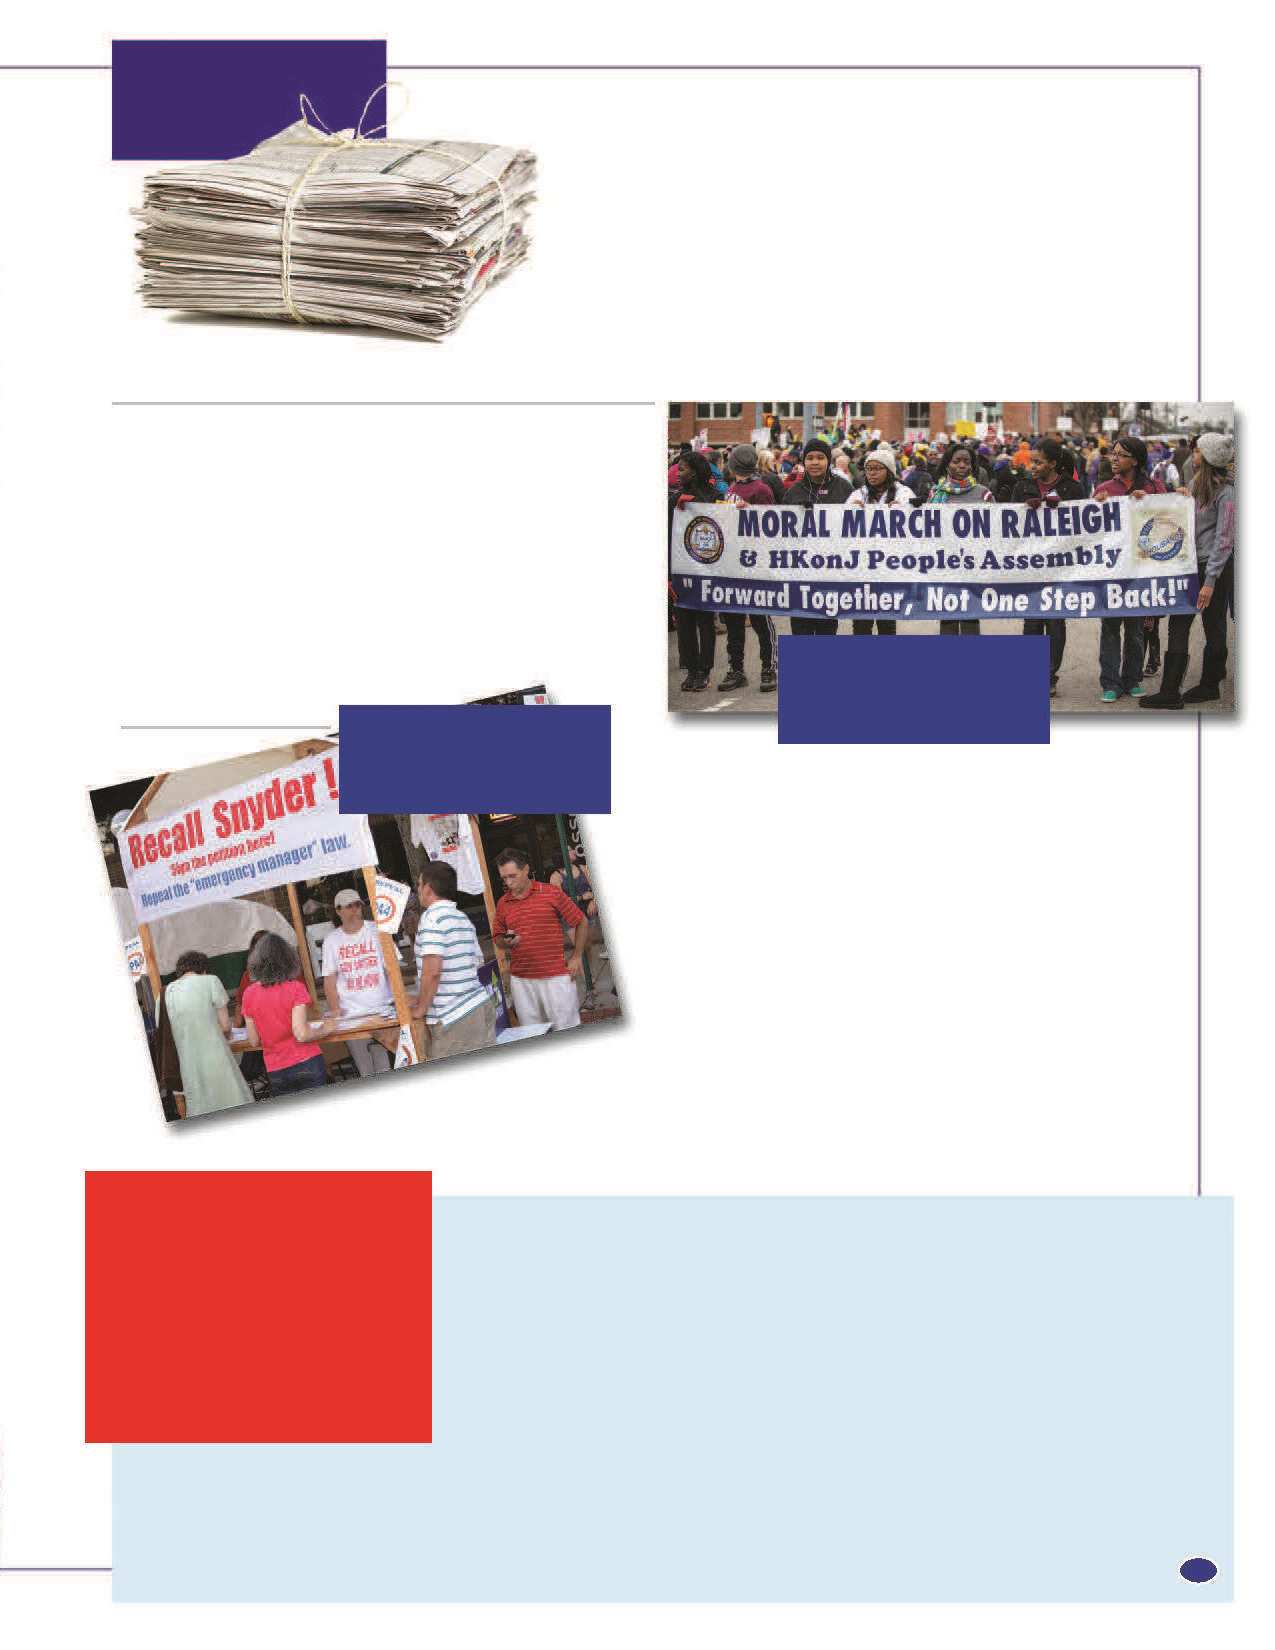 MORAL MARCH ON RALEIGH
& HKonJ People's Assembly
" Forward Together, Not One Step Back!"
Recall Snyder !
Sign the petition here!
Repeal the "emergency manager" law.
REPEAL
RECALL